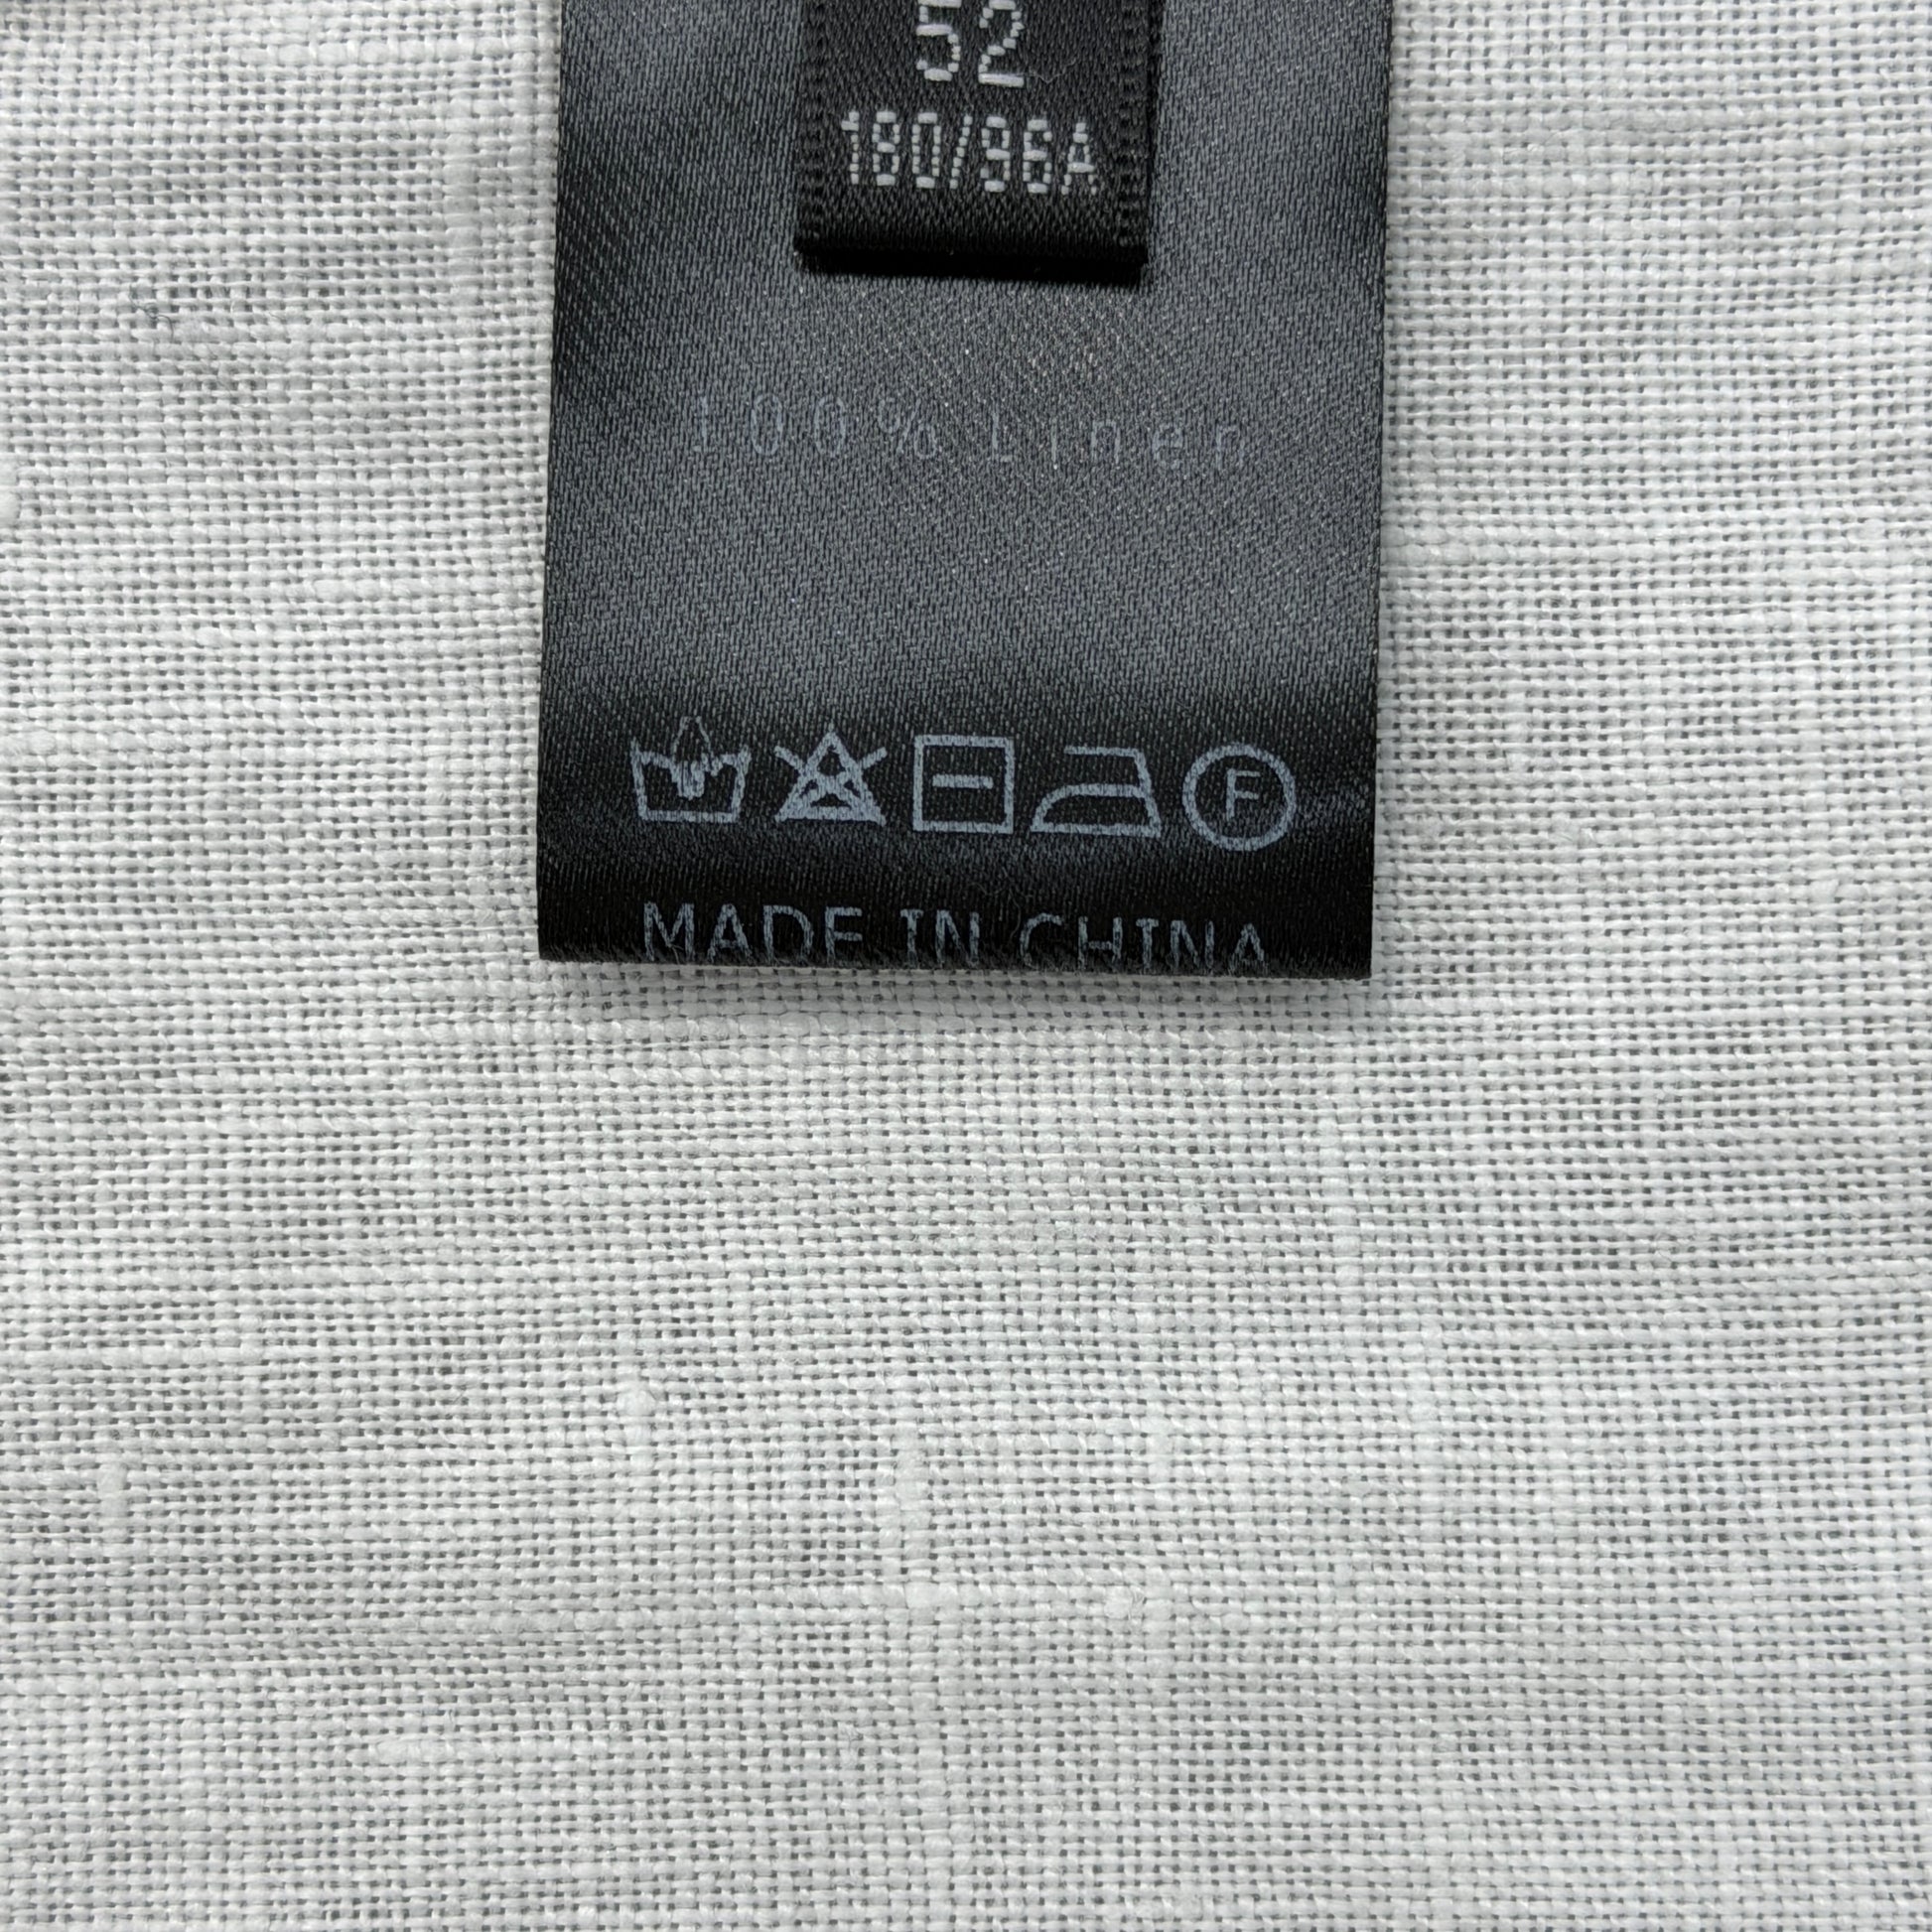 52
180/96A
100% Linen
F
MADE IN CHINA